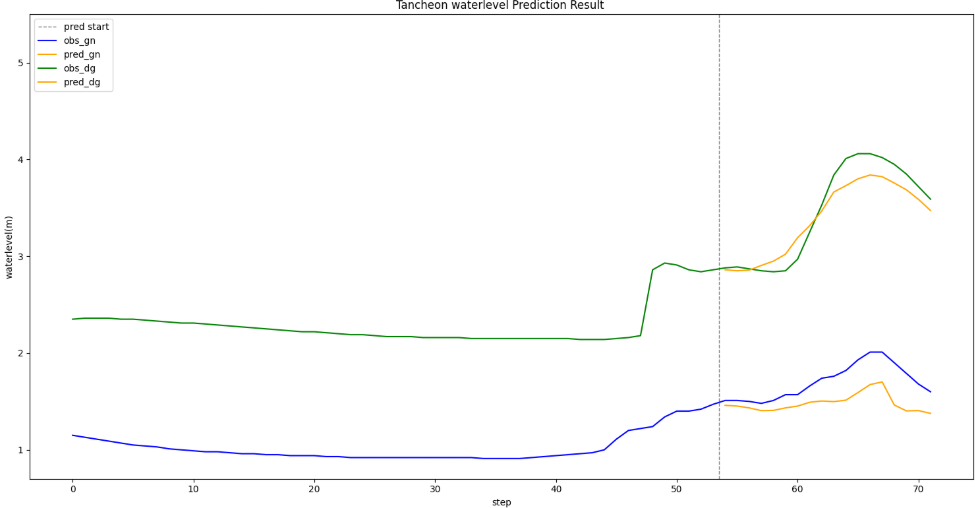 Tancheon waterlevel Prediction Result
pred start
obs_gn
pred_gn
obs_dg
pred_dg
5
4
3
2
1
waterlevel(m)
0 10 20 30 40 50 60 70
step